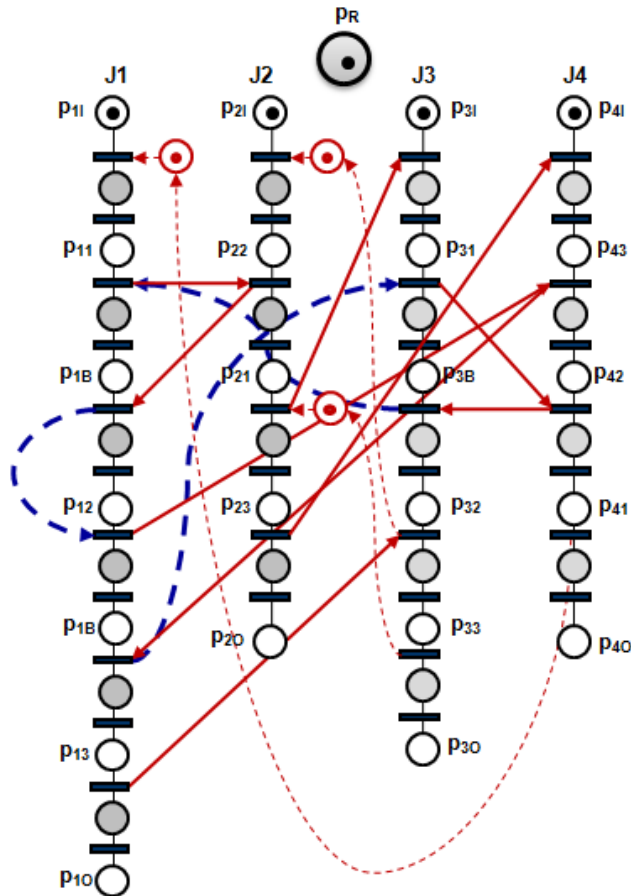 pR
J1 J2 J3 J4
p1I p2I p3I p4I
p11 p22 p31 p43
p1B p21 p3B p42
p12 p23 p32 p41
p1B p2O p33 p4O
p13 p3O
p1O